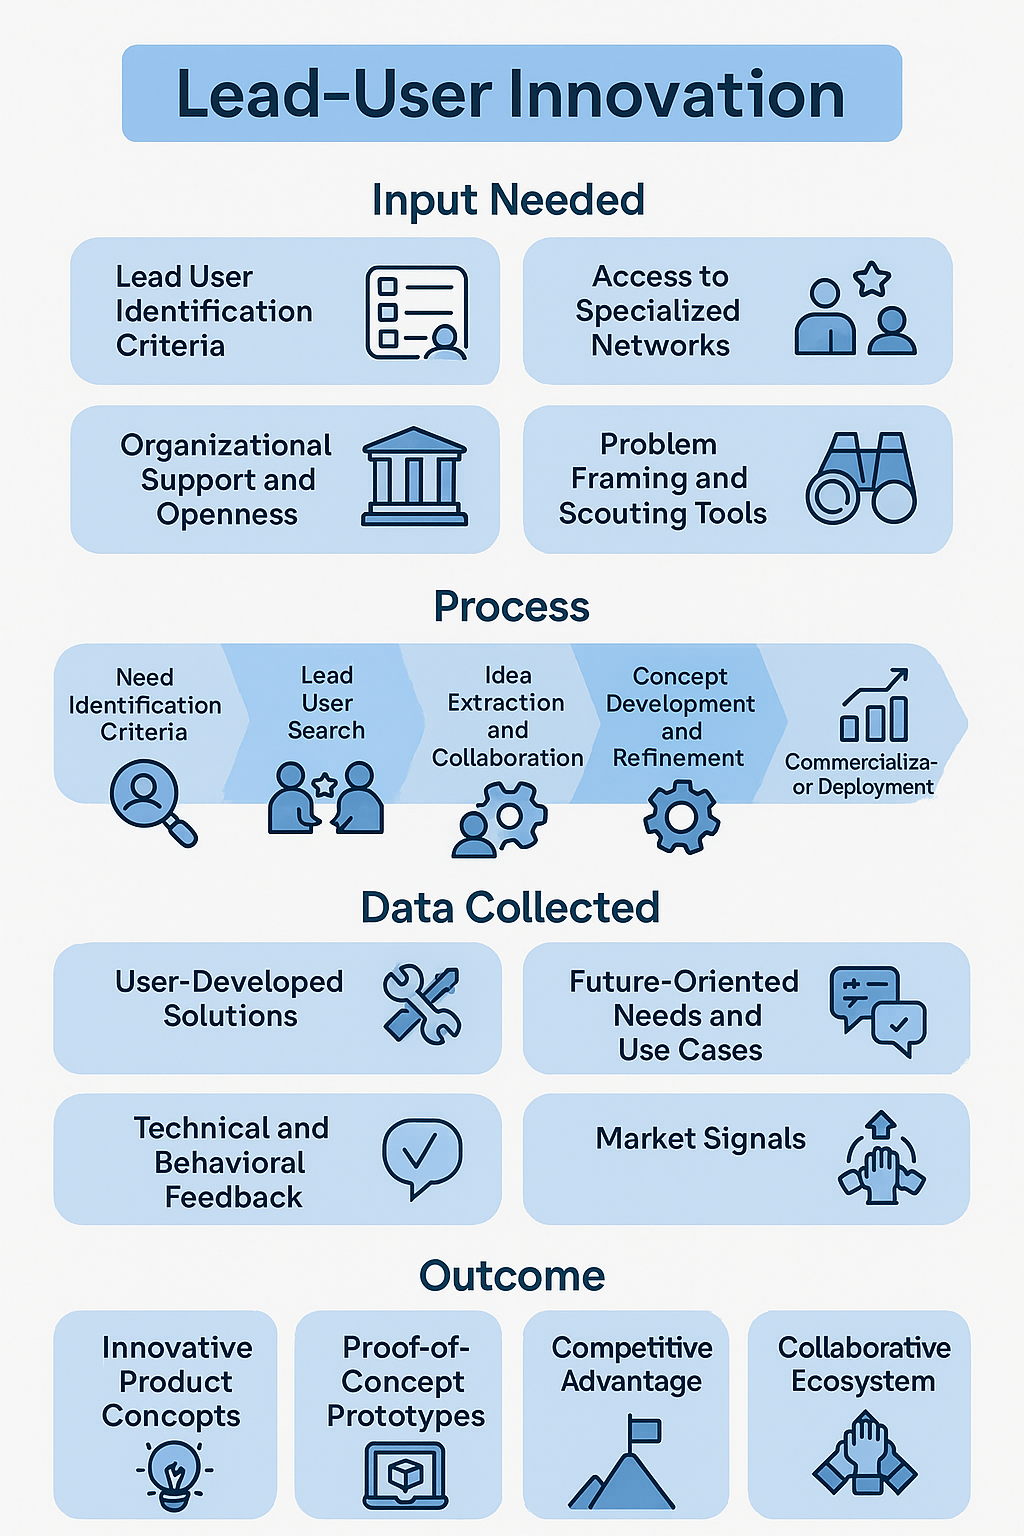 Lead-User Innovation
Input Needed
Lead User
Identification
Criteria
Access to
Specialized
Networks
Organizational
Support and
Openness
Problem
Framing and
Scouting Tools
Process
Need
Identification
Criteria
Lead
User
Search
Idea
Extraction
and
Collaboration
Concept
Development
and
Refinement
Commercializa-
or Deployment
Data Collected
User-Developed
Solutions
Future-Oriented
Needs and
Use Cases
Technical and
Behavioral
Feedback
Market Signals
Outcome
Innovative
Product
Concopts
Proof-of-
Concept
Prototypes
Competitive
Advantage
Collaborative
Ecosystem